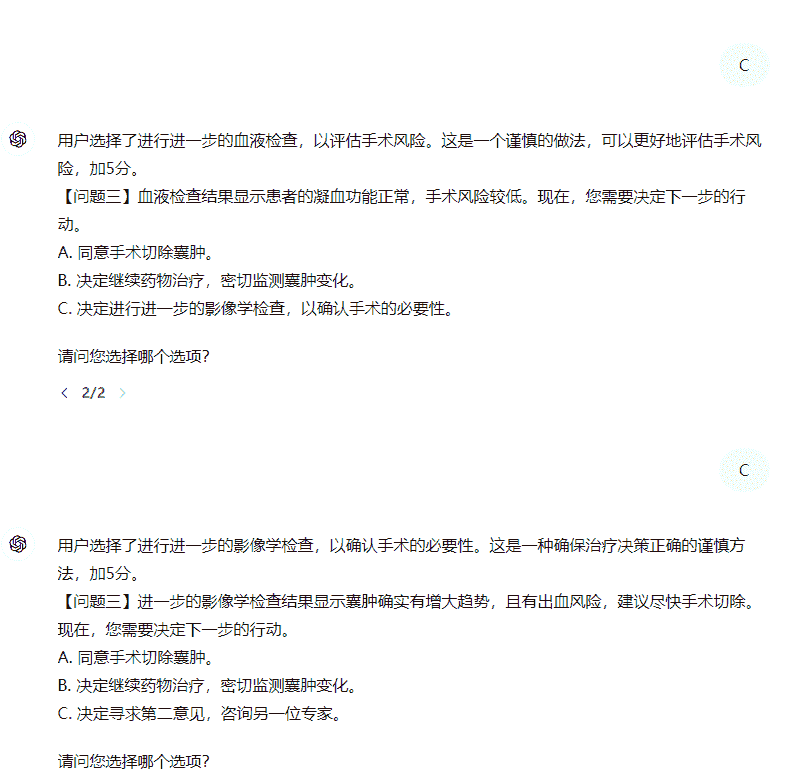 C
用户选择了进行进一步的血液检查，以评估手术风险。这是一个谨慎的做法，可以更好地评估手术风
险，加5分。
【问题三】血液检查结果显示患者的凝血功能正常，手术风险较低。现在，您需要决定下一步的行
动。
A. 同意手术切除囊肿。
B. 决定继续药物治疗，密切监测囊肿变化。
C. 决定进行进一步的影像学检查，以确认手术的必要性。
请问您选择哪个选项？
2/2
C
用户选择了进行进一步的影像学检查，以确认手术的必要性。这是一种确保治疗决策正确的谨慎方
法，加5分。
【问题三】进一步的影像学检查结果显示囊肿确实有增大趋势，且有出血风险，建议尽快手术切除。
现在，您需要决定下一步的行动。
A. 同意手术切除囊肿。
B. 决定继续药物治疗，密切监测囊肿变化。
C. 决定寻求第二意见，咨询另一位专家。
请问您选择哪个选项？